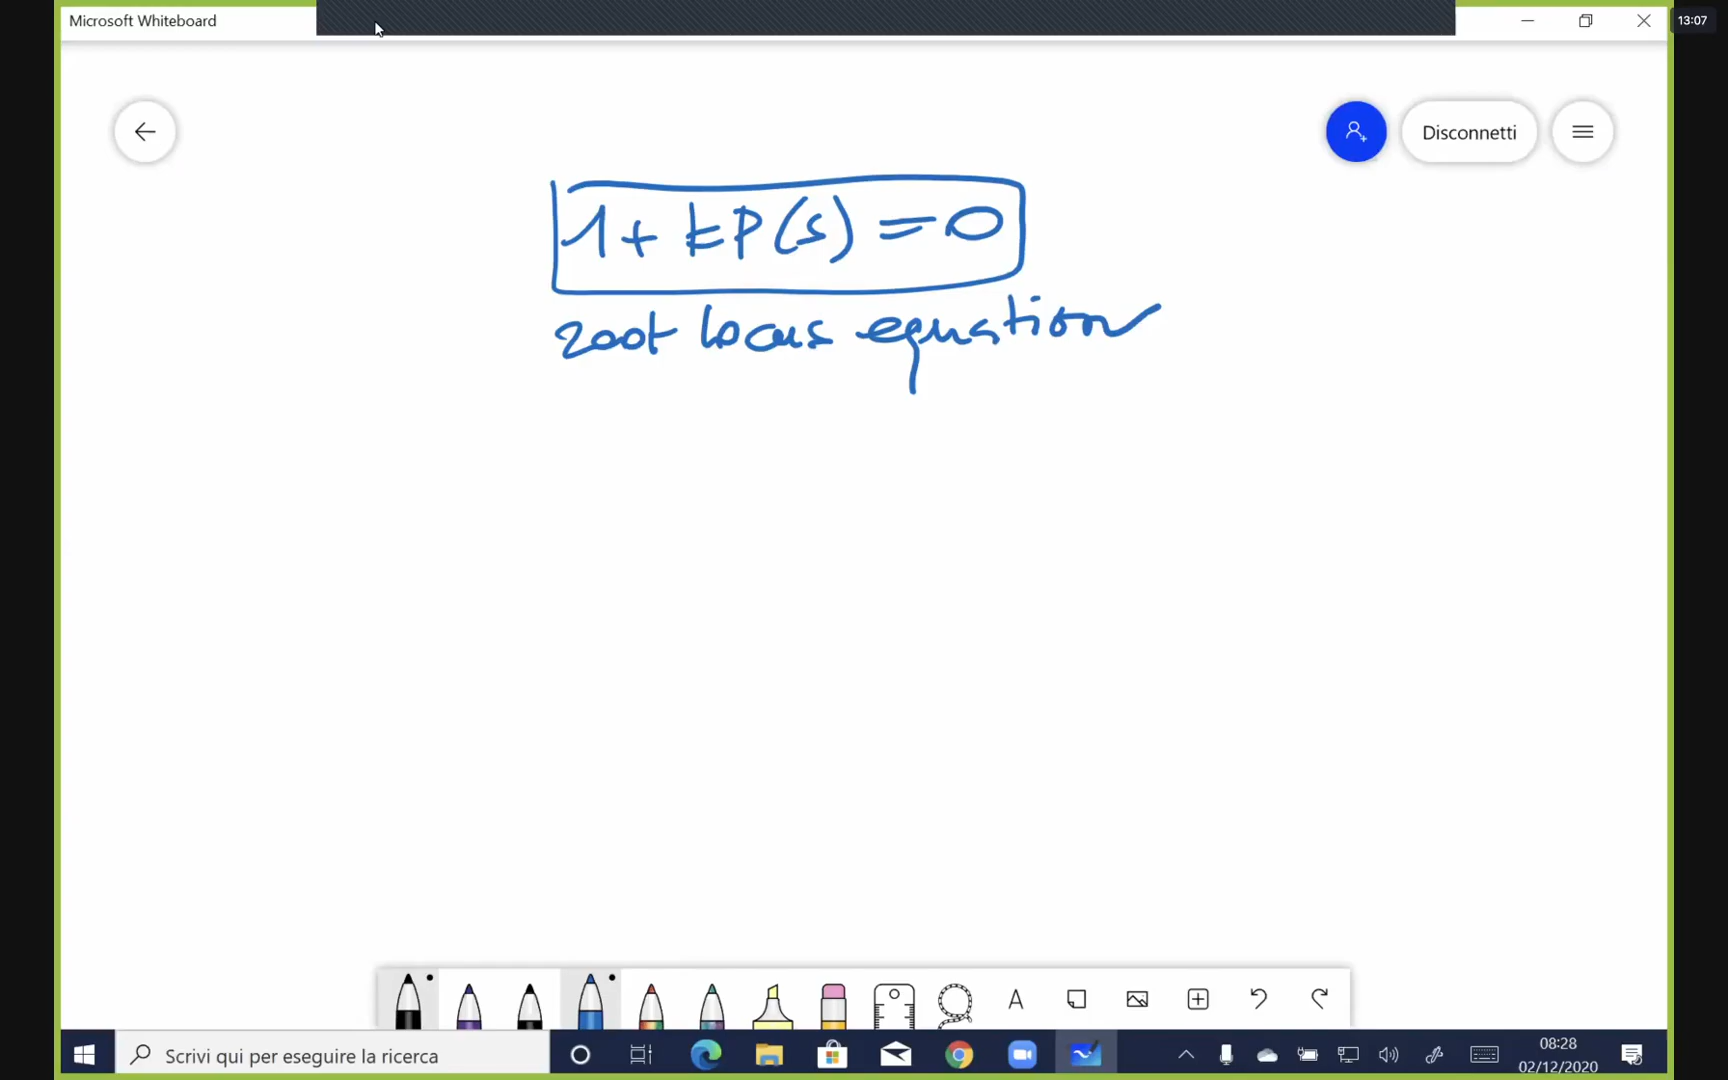 Microsoft Whiteboard
13:07
Disconnetti
1 + kP(s) = 0
root locus equation
A
Scrivi qui per eseguire la ricerca
08:28
02/12/2020